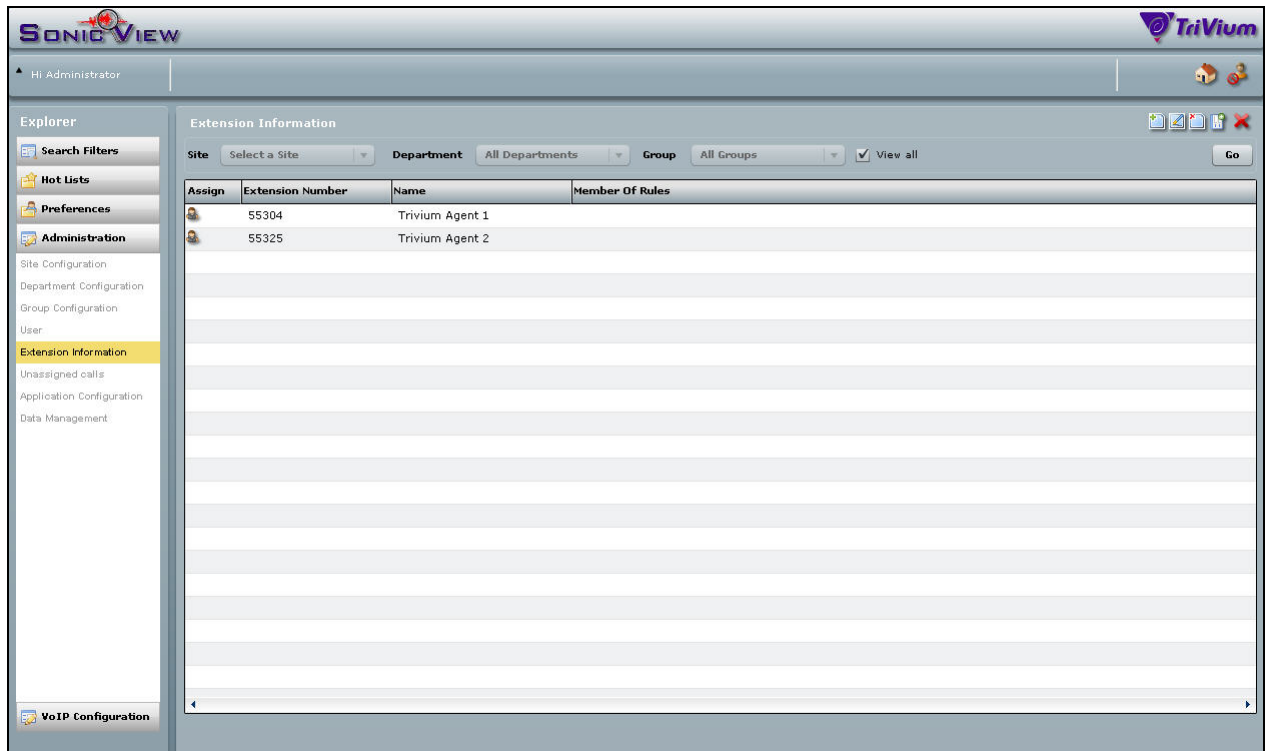 SonicView
TriVium
Hi Administrator
Explorer
Search Filters
Hot Lists
Preferences
Administration
Site Configuration
Department Configuration
Group Configuration
User
Extension Information
Unassigned calls
Application Configuration
Data Management
VoIP Configuration
Extension Information
Site Select a Site Department All Departments Group All Groups View all Go
Assign Extension Number Name Member Of Rules
55304 Trivium Agent 1
55325 Trivium Agent 2